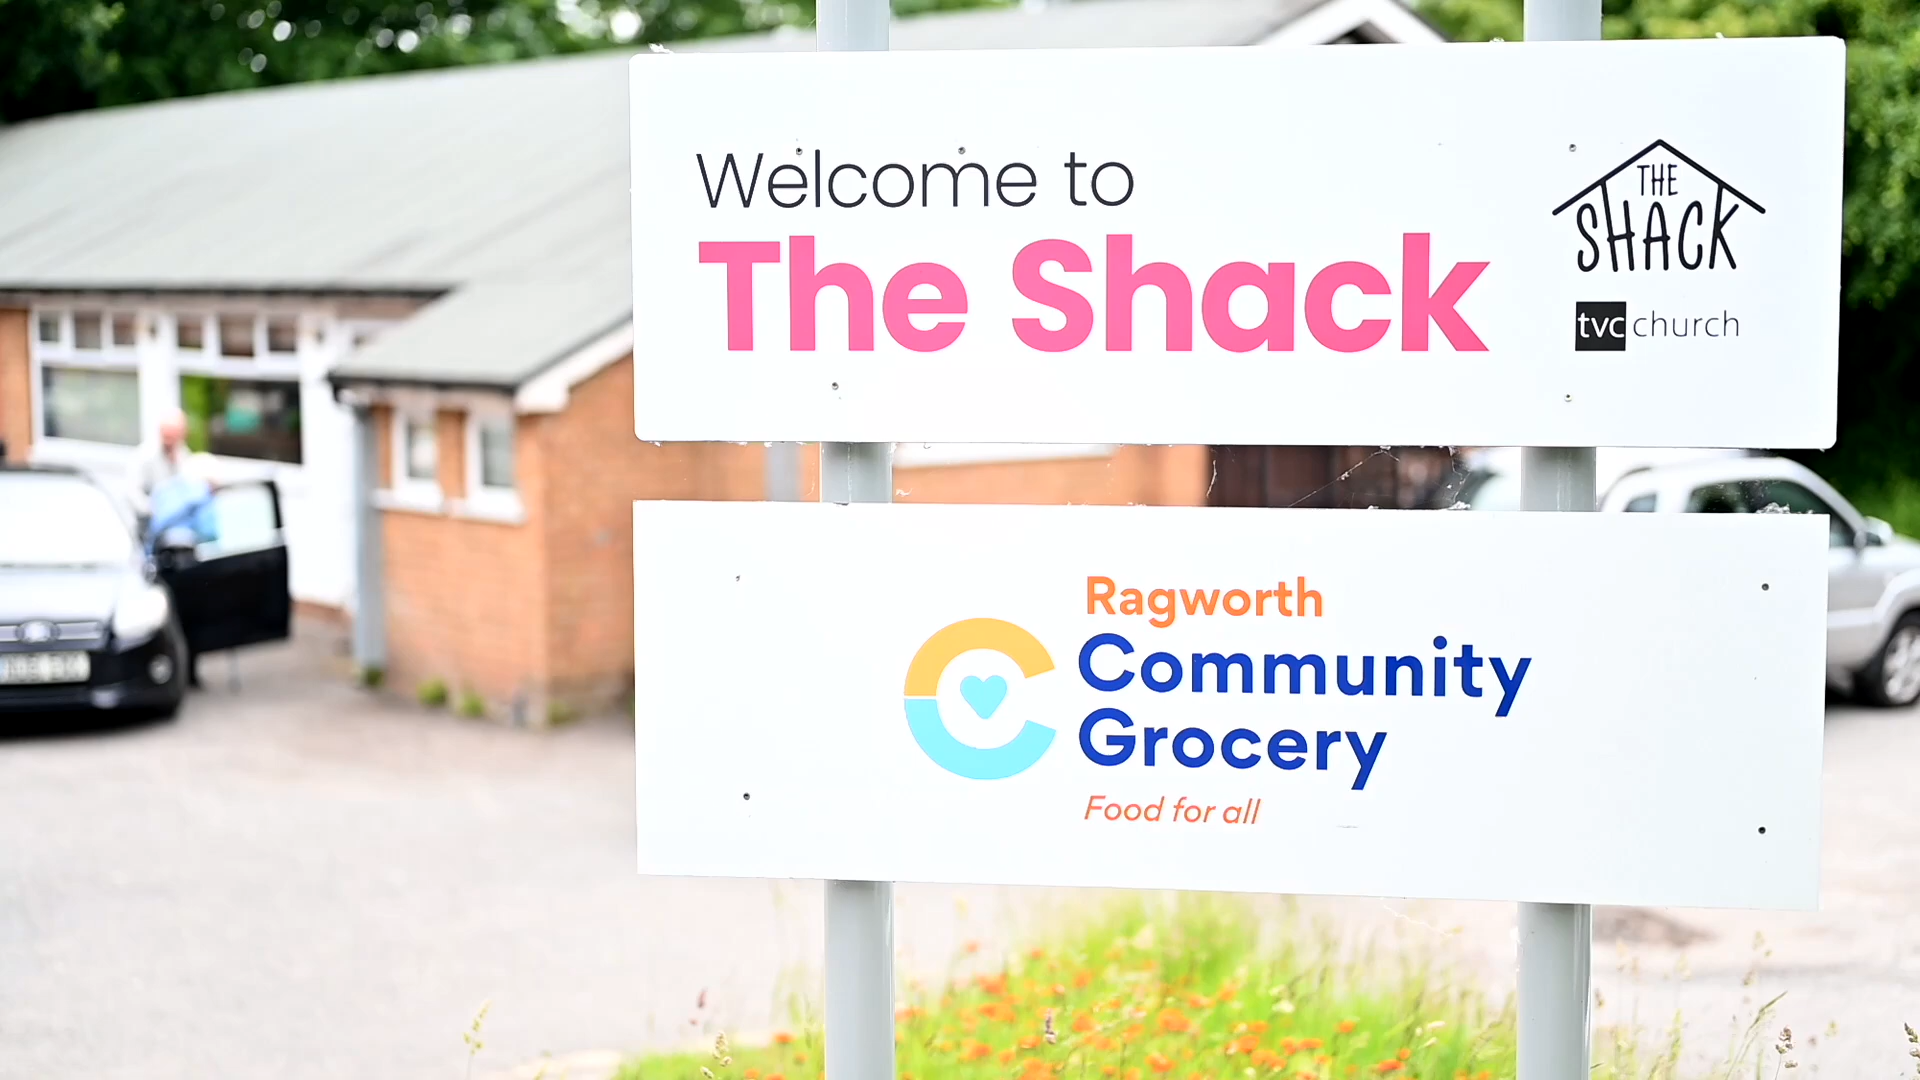 Welcome to
The Shack
THE
SHACK
tvc church
Ragworth
Community
Grocery
Food for all